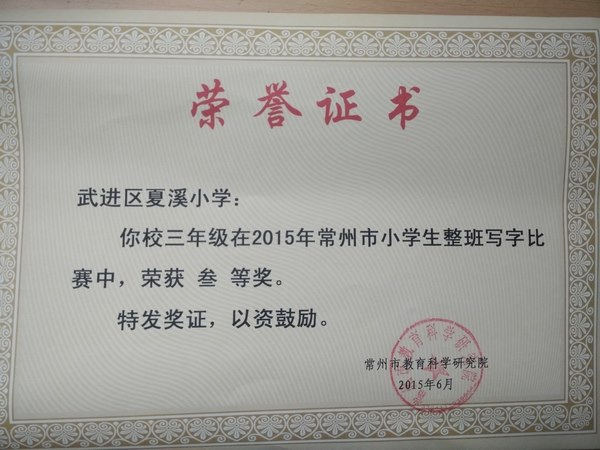 荣誉证书
武进区夏溪小学：
你校三年级在2015年常州市小学生整班写字比
赛中，荣获 叁 等奖。
特发奖证，以资鼓励。
常州市教育科学研究院
2015年6月